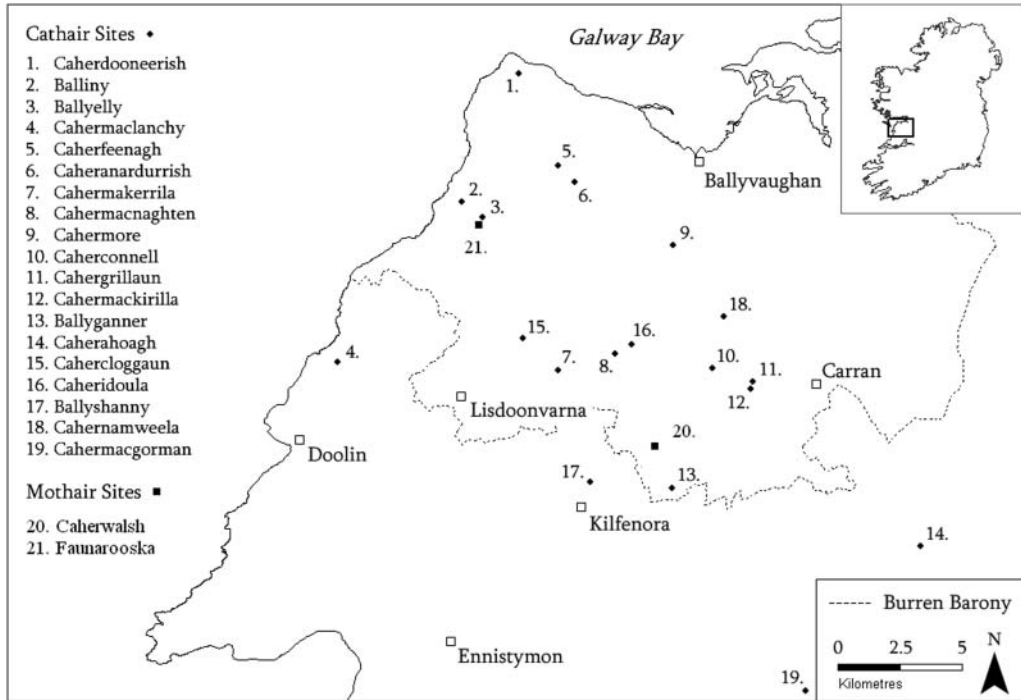 Cathair Sites
1. Caherdooneerish
2. Balliny
3. Ballyelly
4. Cahermaclanchy
5. Caherfeenagh
6. Caheranardurrish
7. Cahermakerrila
8. Cahermacnaghten
9. Cahermore
10. Caherconnell
11. Cahergrillaun
12. Cahermackirilla
13. Ballyganner
14. Caherahoagh
15. Cahercloggaun
16. Caheridoula
17. Ballyshanny
18. Cahernamweela
19. Cahermacgorman
Mothair Sites
20. Caherwalsh
21. Faunarooska
Galway Bay
1.
5.
Ballyvaughan
6.
2.
3.
21.
9.
18.
15.
16.
4.
7.
8.
10.
11.
Carran
12.
Lisdoonvarna
20.
Doolin
17.
13.
Kilfenora
14.
Ennistymon
19.
Burren Barony
0 2.5 5
N
Kilometres